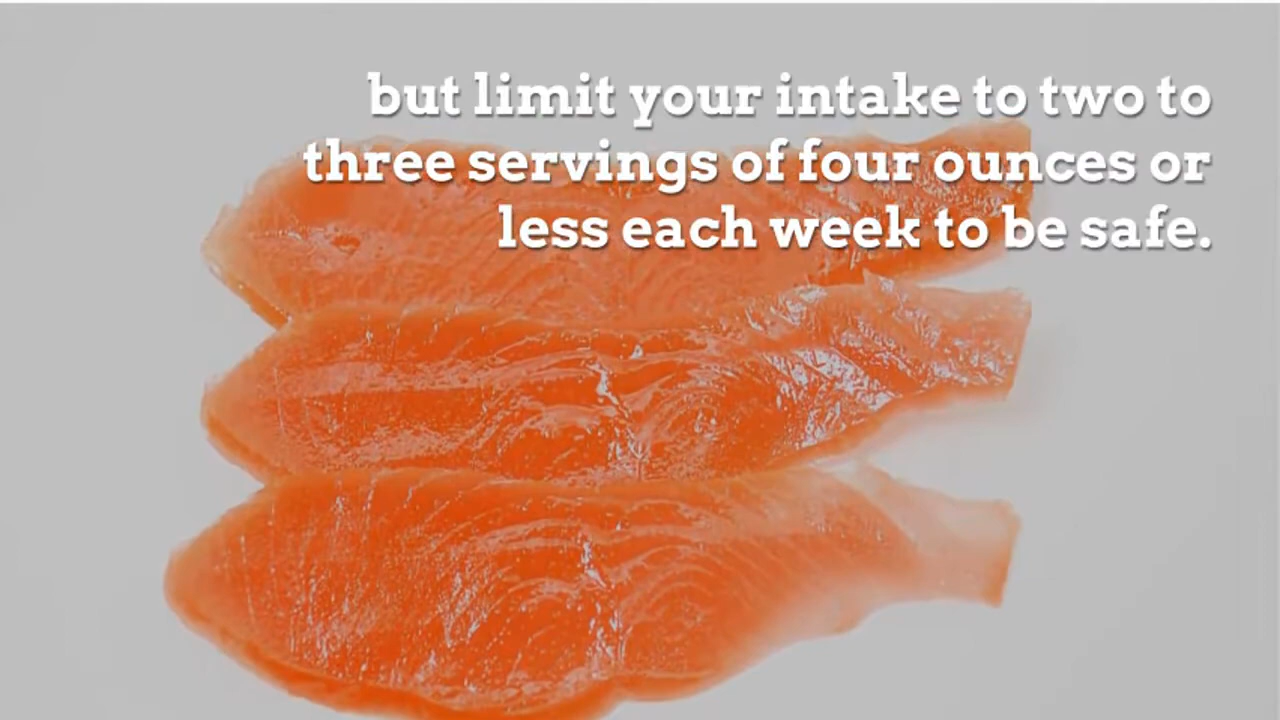 but limit your intake to two to
three servings of four ounces or
less each week to be safe.